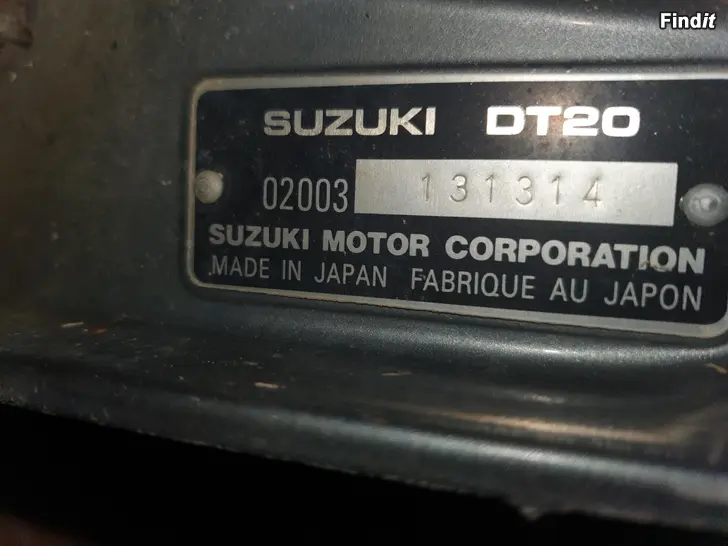 Findit
SUZUKI DT20
02003 131314
SUZUKI MOTOR CORPORATION
MADE IN JAPAN FABRIQUE AU JAPON